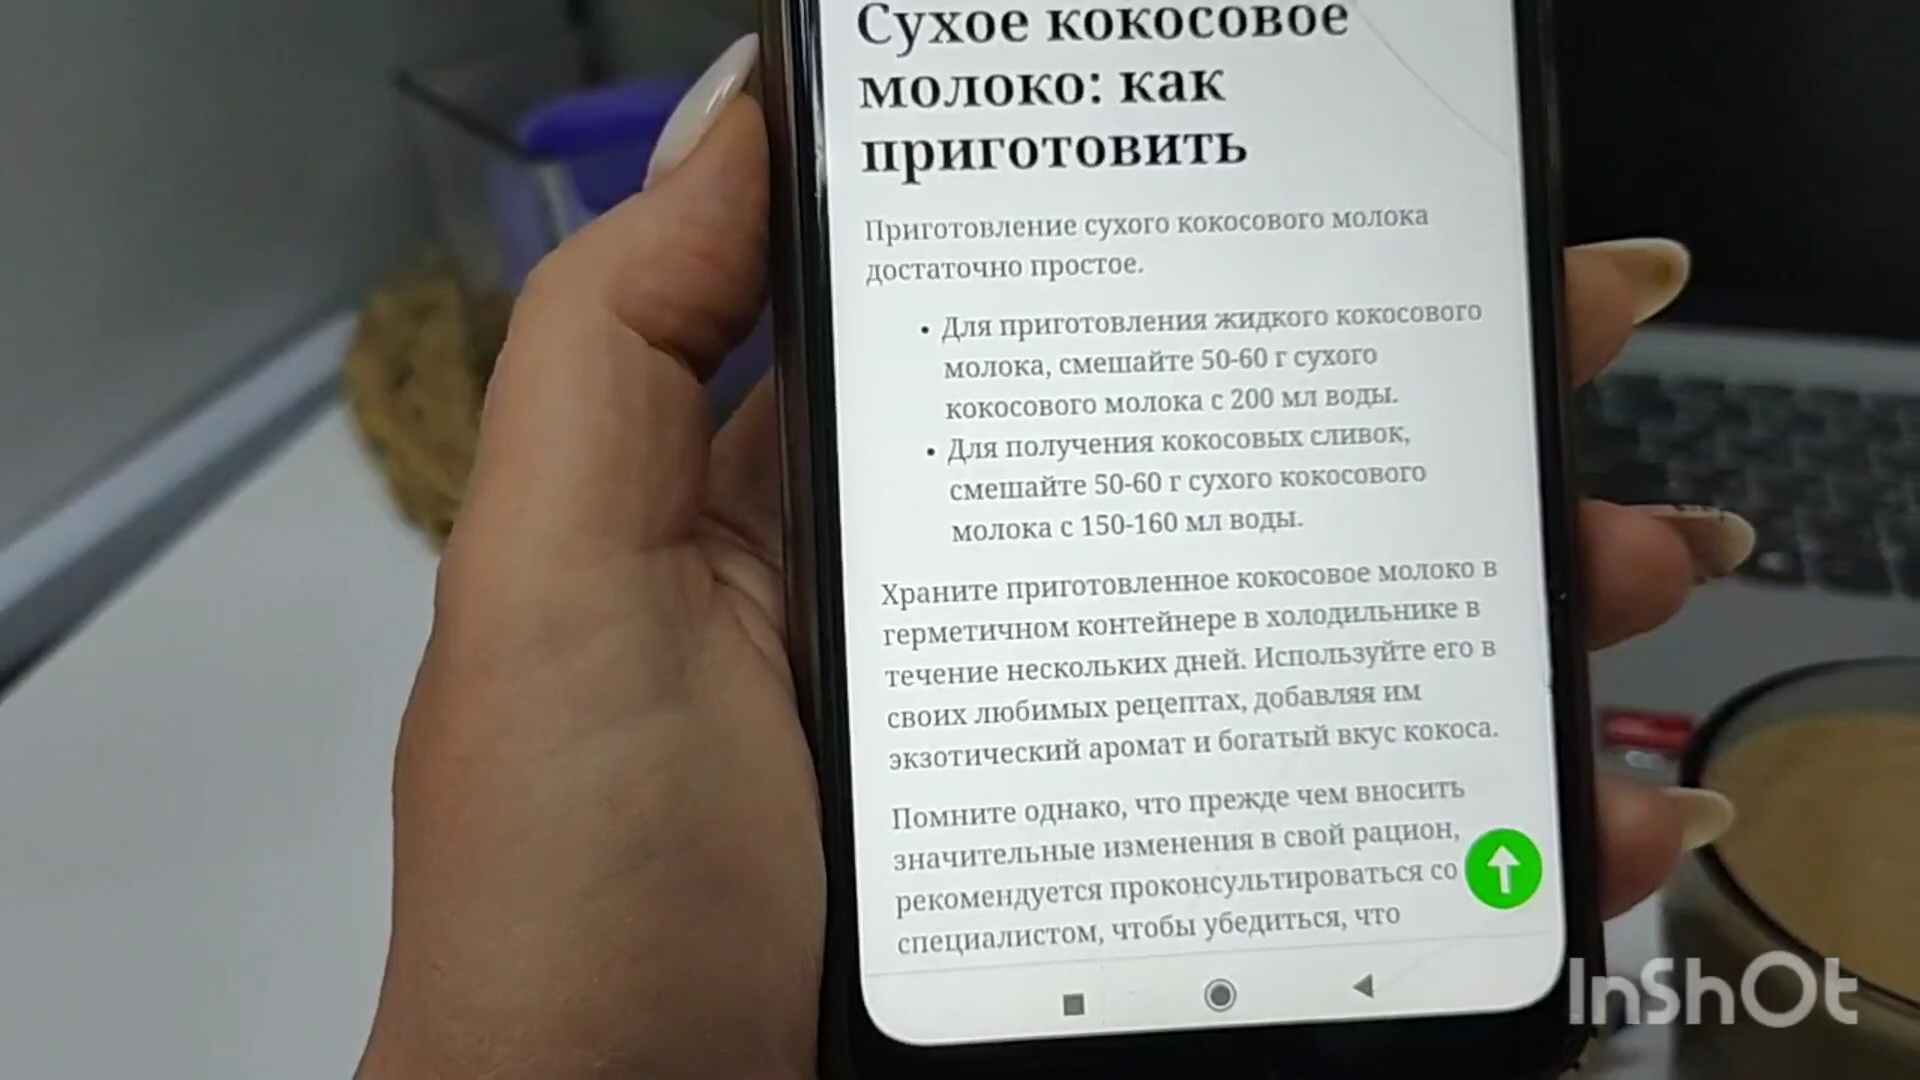 Сухое кокосовое
молоко: как
приготовить
Приготовление сухого кокосового молока
достаточно простое.
• Для приготовления жидкого кокосового
молока, смешайте 50-60 г сухого
кокосового молока с 200 мл воды.
• Для получения кокосовых сливок,
смешайте 50-60 г сухого кокосового
молока с 150-160 мл воды.
Храните приготовленное кокосовое молоко в
герметичном контейнере в холодильнике в
течение нескольких дней. Используйте его в
своих любимых рецептах, добавляя им
экзотический аромат и богатый вкус кокоса.
Помните однако, что прежде чем вносить
значительные изменения в свой рацион,
рекомендуется проконсультироваться со
специалистом, чтобы убедиться, что
InShOt